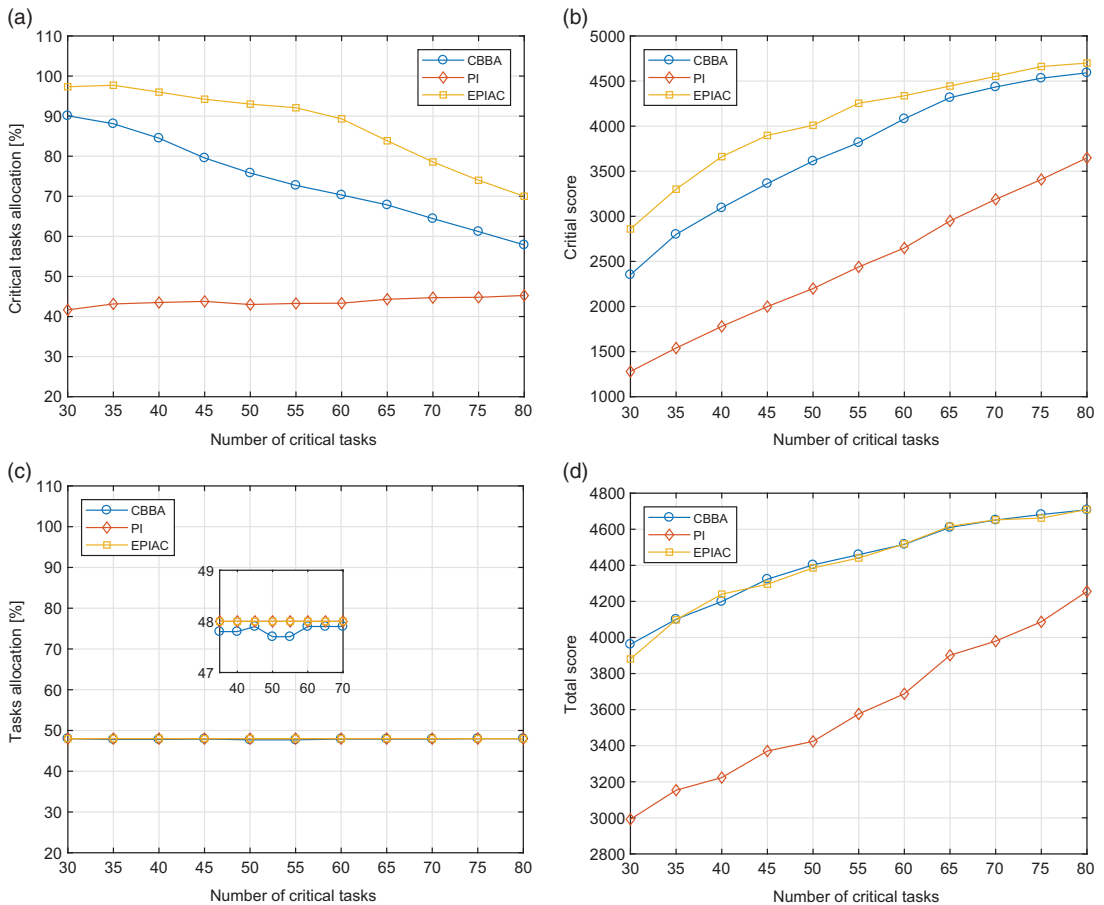 (a)
110
100
90
80
70
60
50
40
30
20
Critical tasks allocation [%]
CBBA
PI
EPIAC
30 35 40 45 50 55 60 65 70 75 80
Number of critical tasks
(b)
5000
4500
4000
3500
3000
2500
2000
1500
1000
Critial score
CBBA
PI
EPIAC
30 35 40 45 50 55 60 65 70 75 80
Number of critical tasks
(c)
110
100
90
80
70
60
50
40
30
20
Tasks allocation [%]
CBBA
PI
EPIAC
49
48
47
40 50 60 70
30 35 40 45 50 55 60 65 70 75 80
Number of critical tasks
(d)
4800
4600
4400
4200
4000
3800
3600
3400
3200
3000
2800
Total score
CBBA
PI
EPIAC
30 35 40 45 50 55 60 65 70 75 80
Number of critical tasks